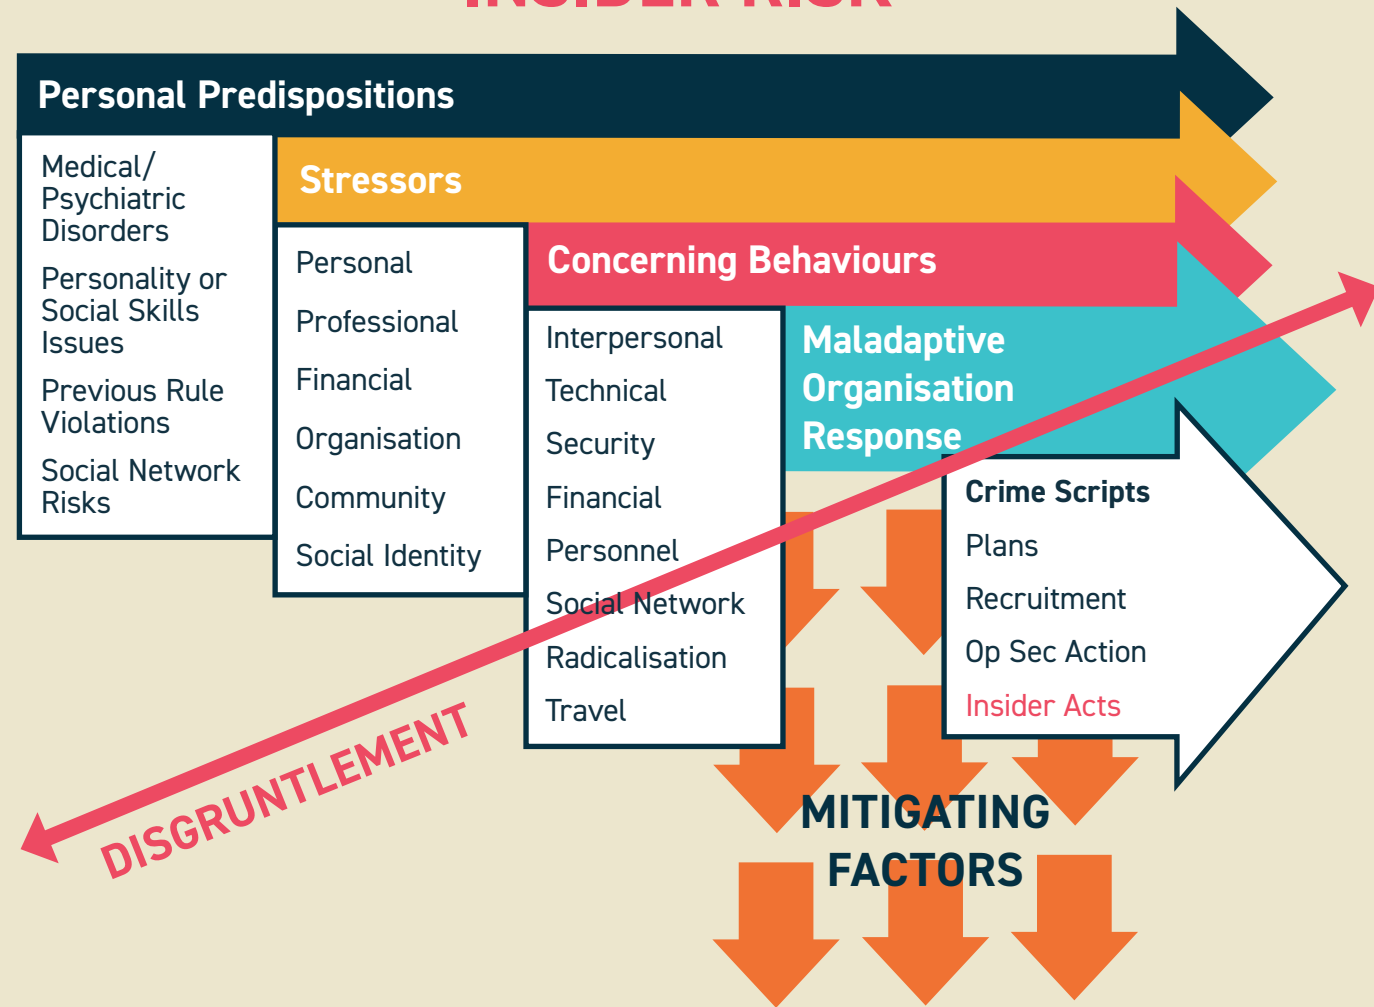 INSIDER RISK
Personal Predispositions
Medical/
Psychiatric
Disorders
Personality or
Social Skills
Issues
Previous Rule
Violations
Social Network
Risks
Stressors
Personal
Professional
Financial
Organisation
Community
Social Identity
Concerning Behaviours
Interpersonal
Technical
Security
Financial
Personnel
Social Network
Radicalisation
Travel
Maladaptive
Organisation
Response
Crime Scripts
Plans
Recruitment
Op Sec Action
Insider Acts
DISGRUNTLEMENT
MITIGATING
FACTORS